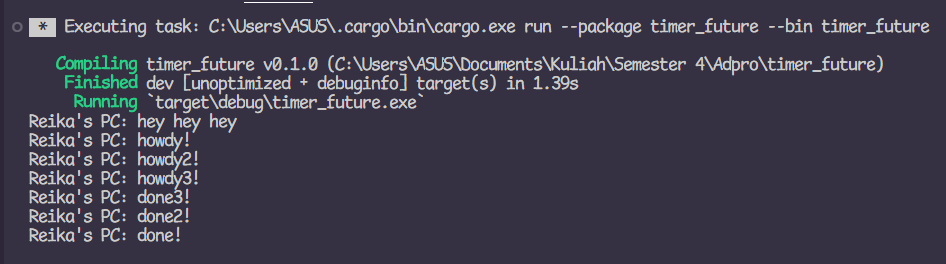 * Executing task: C:\Users\ASUS\.cargo\bin\cargo.exe run --package timer_future --bin timer_future
Compiling timer_future v0.1.0 (C:\Users\ASUS\Documents\Kuliah\Semester 4\Adpro\timer_future)
Finished dev [unoptimized + debuginfo] target(s) in 1.39s
Running `target\debug\timer_future.exe`
Reika's PC: hey hey hey
Reika's PC: howdy!
Reika's PC: howdy2!
Reika's PC: howdy3!
Reika's PC: done3!
Reika's PC: done2!
Reika's PC: done!